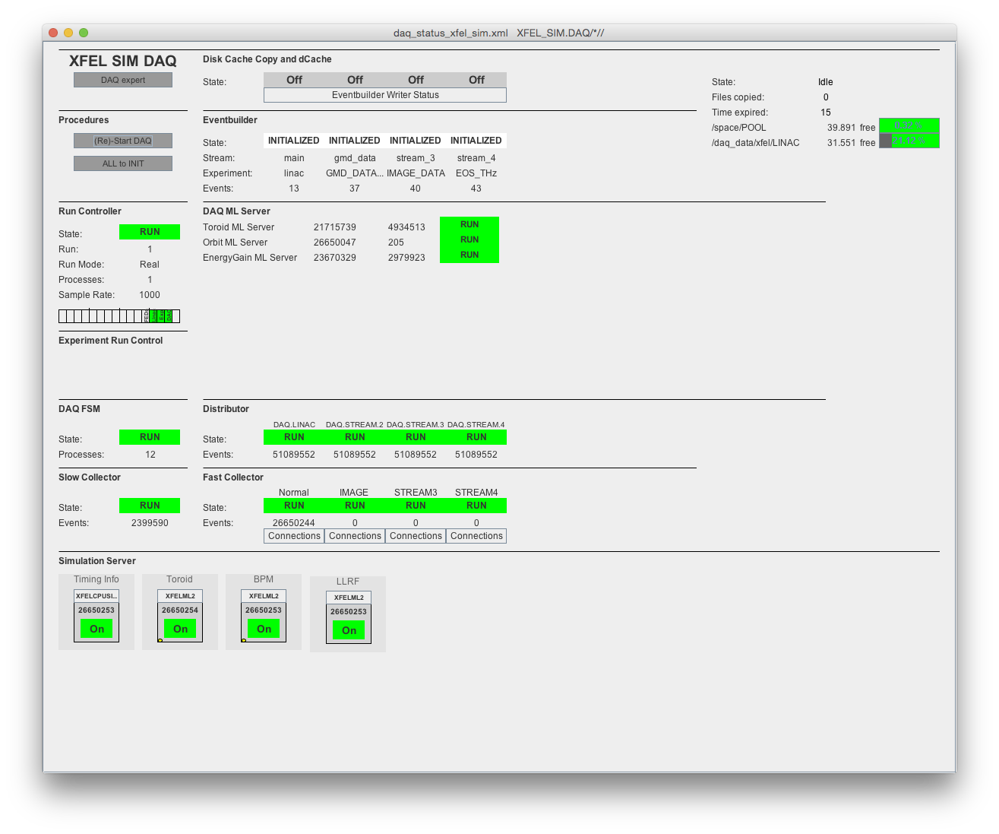 daq_status_xfel_sim.xml XFEL_SIM.DAQ/*//
XFEL SIM DAQ
DAQ expert
Disk Cache Copy and dCache
State: Off Off Off Off
Eventbuilder Writer Status
State: Idle
Files copied: 0
Time expired: 15
/space/POOL 39.891 free 8.32 %
/daq_data/xfel/LINAC 31.551 free 21.12 %
Procedures
(Re)-Start DAQ
ALL to INIT
Eventbuilder
State: INITIALIZED INITIALIZED INITIALIZED INITIALIZED
Stream: main gmd_data stream_3 stream_4
Experiment: linac GMD_DATA... IMAGE_DATA EOS_THz
Events: 13 37 40 43
Run Controller
State: RUN
Run: 1
Run Mode: Real
Processes: 1
Sample Rate: 1000
DAQ ML Server
Toroid ML Server 21715739 4934513 RUN
Orbit ML Server 26650047 205 RUN
EnergyGain ML Server 23670329 2979923 RUN
Experiment Run Control
DAQ FSM
State: RUN
Processes: 12
Distributor
DAQ.LINAC DAQ.STREAM.2 DAQ.STREAM.3 DAQ.STREAM.4
State: RUN RUN RUN RUN
Events: 51089552 51089552 51089552 51089552
Slow Collector
State: RUN
Events: 2399590
Fast Collector
Normal IMAGE STREAM3 STREAM4
State: RUN RUN RUN RUN
Events: 26650244 0 0 0
Connections Connections Connections Connections
Simulation Server
Timing Info Toroid BPM LLRF
XFELCPUSI... XFELML2 XFELML2 XFELML2
26650253 26650254 26650253 26650253
On On On On